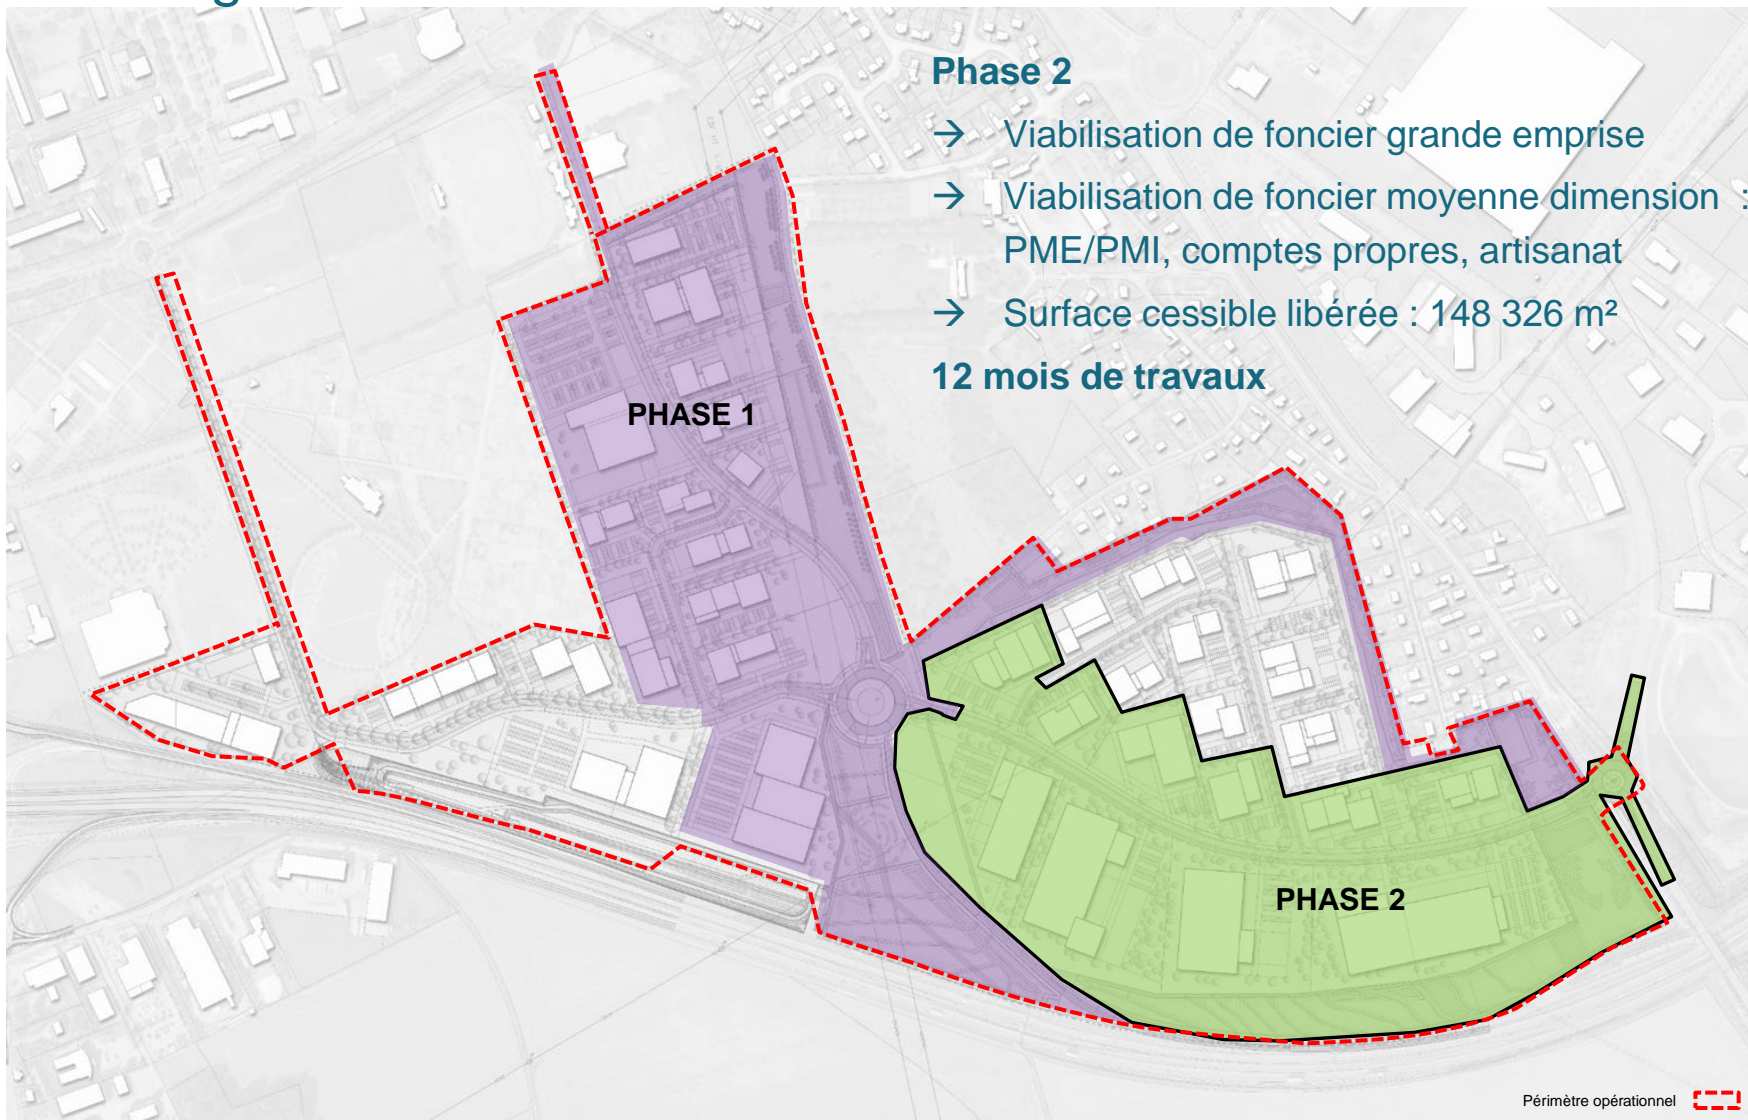 Phase 2
→ Viabilisation de foncier grande emprise
→ Viabilisation de foncier moyenne dimension :
PME/PMI, comptes propres, artisanat
→ Surface cessible libérée : 148 326 m²
12 mois de travaux
PHASE 1
PHASE 2
Périmètre opérationnel